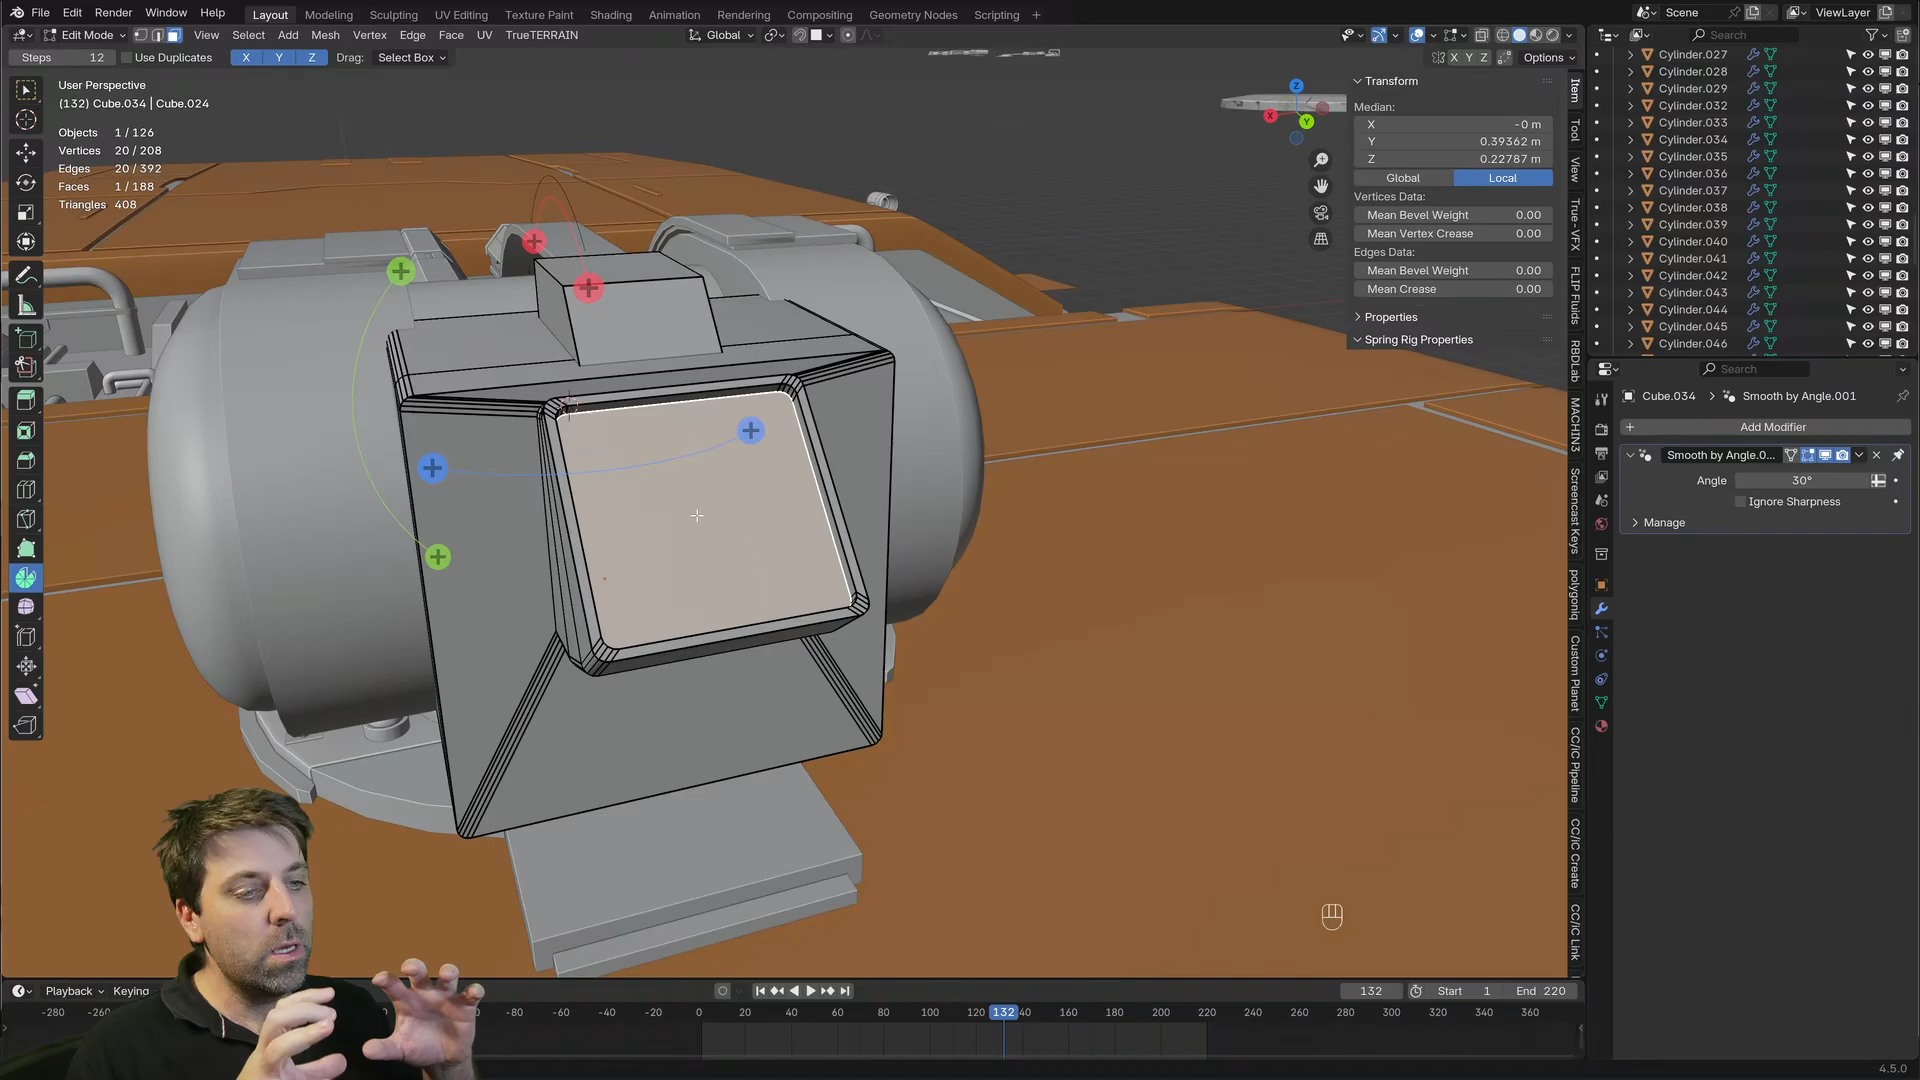 File Edit Render Window Help Layout Modeling Sculpting UV Editing Texture Paint Shading Animation Rendering Compositing Geometry Nodes Scripting Scene ViewLayer
Edit Mode View Select Add Mesh Vertex Edge Face UV TrueTERRAIN Global Search
Steps 12 Use Duplicates X Y Z Drag: Select Box X Y Z Options
User Perspective
(132) Cube.034 | Cube.024
Objects 1 / 126
Vertices 20 / 208
Edges 20 / 392
Faces 1 / 188
Triangles 408
Z
X
Y
Transform
Median:
X -0 m
Y 0.39362 m
Z 0.22787 m
Global Local
Vertices Data:
Mean Bevel Weight 0.00
Mean Vertex Crease 0.00
Edges Data:
Mean Bevel Weight 0.00
Mean Crease 0.00
Properties
Spring Rig Properties
Item
Tool
View
True-VFX
FLIP Fluids
RBDLab
MACHIN3
Screencast Keys
polygoniq
Custom Planet
CC/iC Pipeline
CC/iC Create
CC/iC Link
Cylinder.027
Cylinder.028
Cylinder.029
Cylinder.032
Cylinder.033
Cylinder.034
Cylinder.035
Cylinder.036
Cylinder.037
Cylinder.038
Cylinder.039
Cylinder.040
Cylinder.041
Cylinder.042
Cylinder.043
Cylinder.044
Cylinder.045
Cylinder.046
Search
Cube.034 > Smooth by Angle.001
Add Modifier
Smooth by Angle.0...
Angle 30°
Ignore Sharpness
Manage
Playback Keying 132 Start 1 End 220
-280 -260 -80 -60 -40 -20 0 20 40 60 80 100 120 132 40 160 180 200 220 240 260 280 300 320 340 360
4.5.0